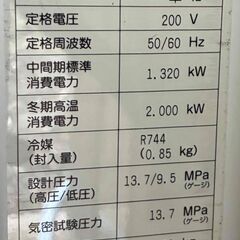 定格電圧 200 V
定格周波数 50/60 Hz
中間期標準
消費電力 1.320 kW
冬期高温
消費電力 2.000 kW
冷媒
(封入量) R744
(0.85 kg)
設計圧力
(高圧/低圧) 13.7/9.5 MPa
(ゲージ)
気密試験圧力 13.7 MPa
(ゲージ)